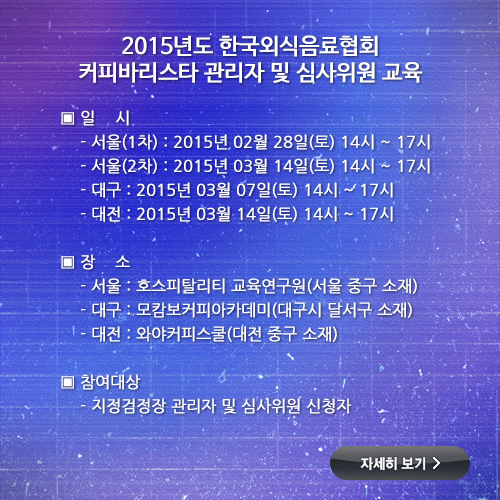 2015년도 한국외식음료협회
커피바리스타 관리자 및 심사위원 교육
▣ 일 시
- 서울(1차) : 2015년 02월 28일(토) 14시 ~ 17시
- 서울(2차) : 2015년 03월 14일(토) 14시 ~ 17시
- 대구 : 2015년 03월 07일(토) 14시 ~ 17시
- 대전 : 2015년 03월 14일(토) 14시 ~ 17시
▣ 장 소
- 서울 : 호스피탈리티 교육연구원(서울 중구 소재)
- 대구 : 모캄보커피아카데미(대구시 달서구 소재)
- 대전 : 와야커피스쿨(대전 중구 소재)
▣ 참여대상
- 지정검정장 관리자 및 심사위원 신청자
자세히 보기 >